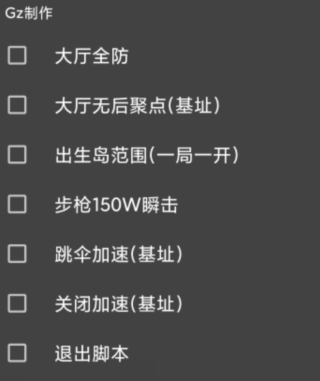 Gz制作
大厅全防
大厅无后聚点(基址)
出生岛范围(一局一开)
步枪150W瞬击
跳伞加速(基址)
关闭加速(基址)
退出脚本